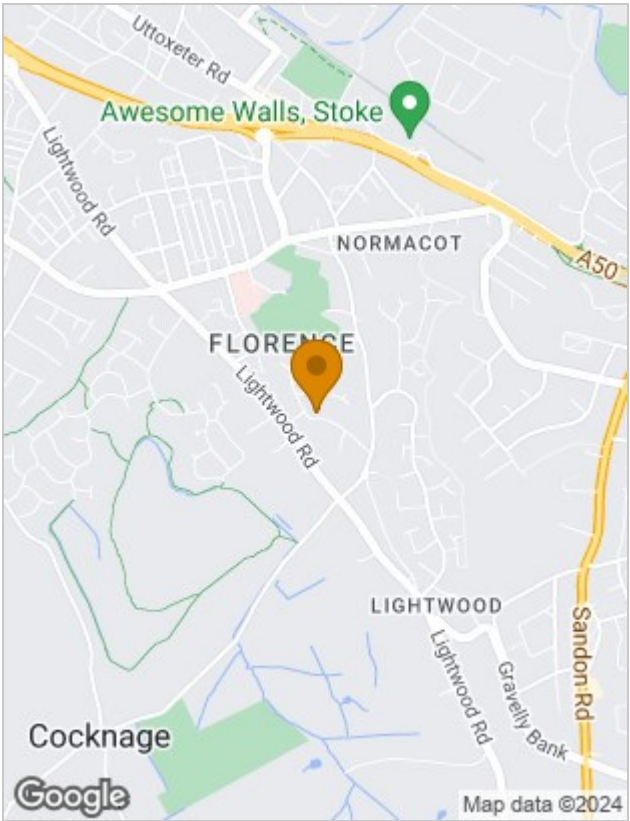 Uttoxeter Rd
Awesome Walls, Stoke
Lightwood Rd
NORMACOT
A50
FLORENCE
Lightwood Rd
LIGHTWOOD
Sandon Rd
Lightwood Rd
Gravelly Bank
Cocknage
Google
Map data ©2024